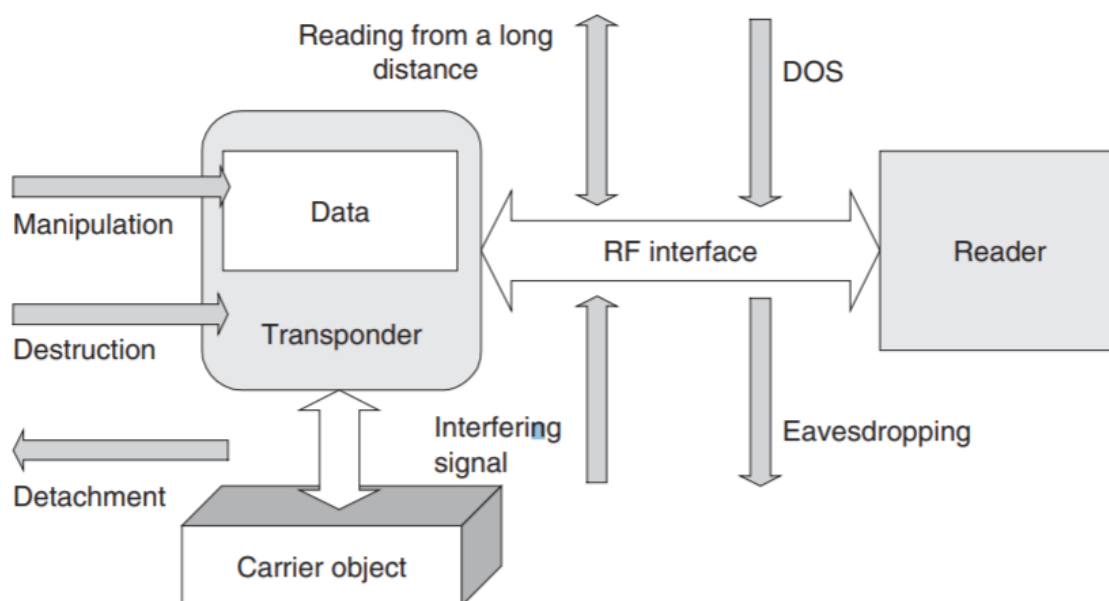 Reading from a long
distance
DOS
Manipulation
Data
RF interface
Reader
Destruction
Transponder
Interfering
signal
Eavesdropping
Detachment
Carrier object